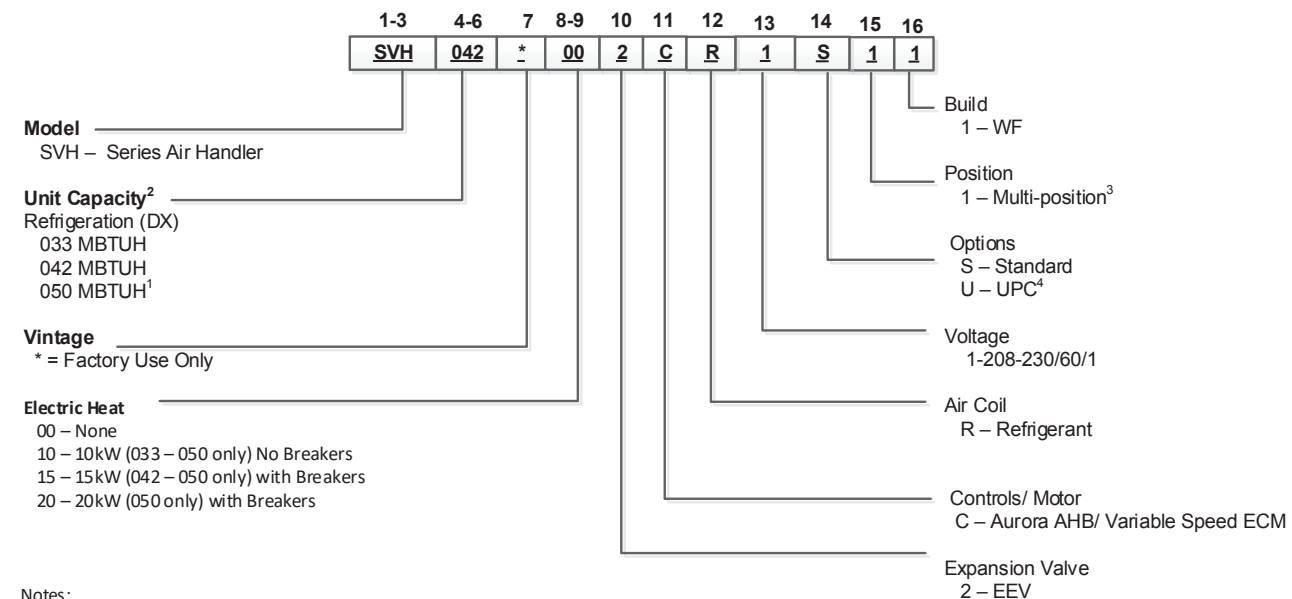 1-3 4-6 7 8-9 10 11 12 13 14 15 16
SVH 042 * 00 2 C R 1 S 1 1
Model
SVH – Series Air Handler
Unit Capacity²
Refrigeration (DX)
033 MBTUH
042 MBTUH
050 MBTUH¹
Vintage
* = Factory Use Only
Electric Heat
00 – None
10 – 10kW (033 – 050 only) No Breakers
15 – 15kW (042 – 050 only) with Breakers
20 – 20kW (050 only) with Breakers
Notes:
Build
1 – WF
Position
1 – Multi-position³
Options
S – Standard
U – UPC⁴
Voltage
1-208-230/60/1
Air Coil
R – Refrigerant
Controls/ Motor
C – Aurora AHB/ Variable Speed ECM
Expansion Valve
2 – EEV